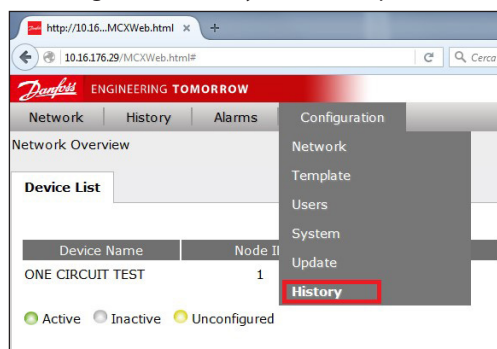 http://10.16...MCXWeb.html × +
10.16.176.29/MCXWeb.html# Cerca
Danfoss ENGINEERING TOMORROW
Network History Alarms Configuration
Network Overview
Network
Template
Users
System
Update
History
Device List
Device Name Node
ONE CIRCUIT TEST 1
Active Inactive Unconfigured